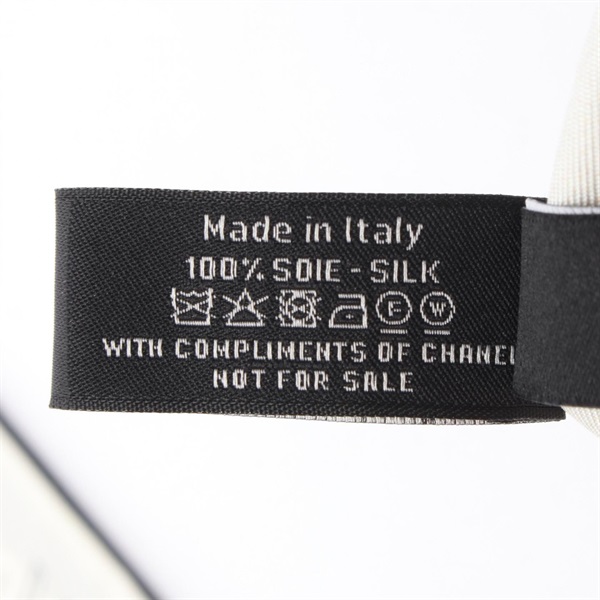 Made in Italy
100% SOIE - SILK
F W
WITH COMPLIMENTS OF CHANEL
NOT FOR SALE